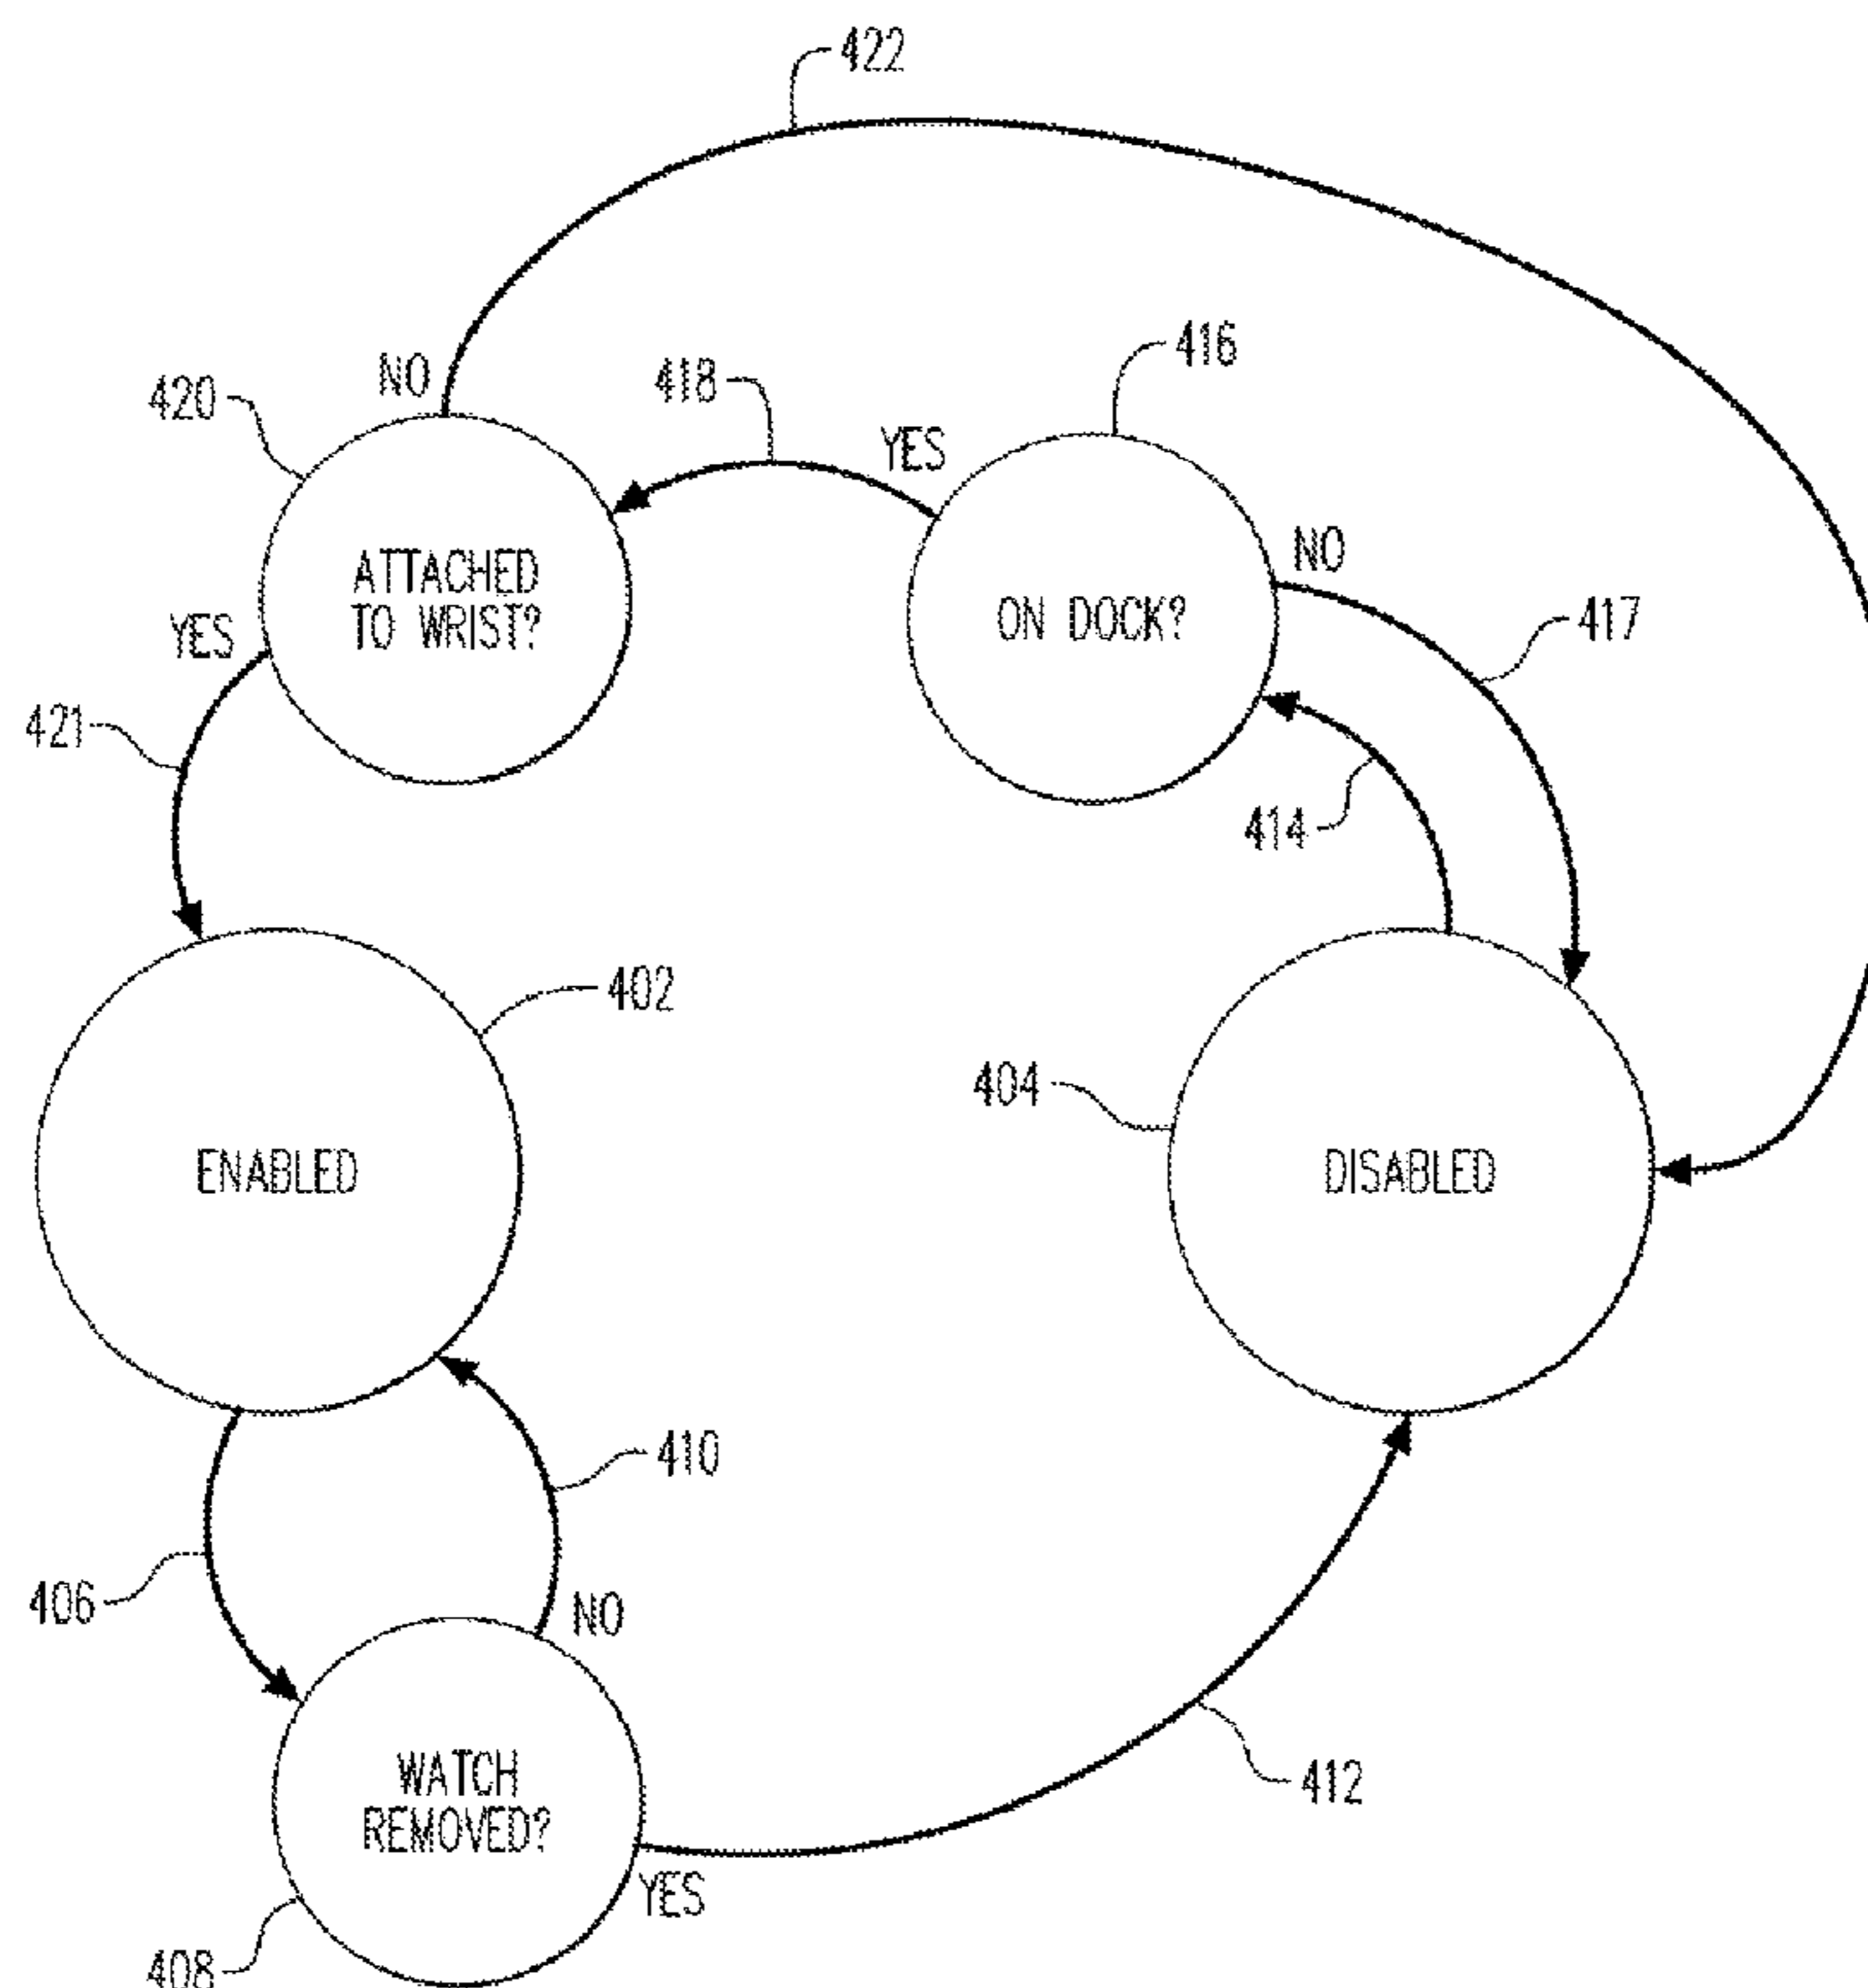 422
416
NO
418
420
YES
NO
ATTACHED
TO WRIST?
ON DOCK?
417
YES
421
414
402
404
ENABLED
DISABLED
410
406
NO
WATCH
REMOVED?
412
YES
408